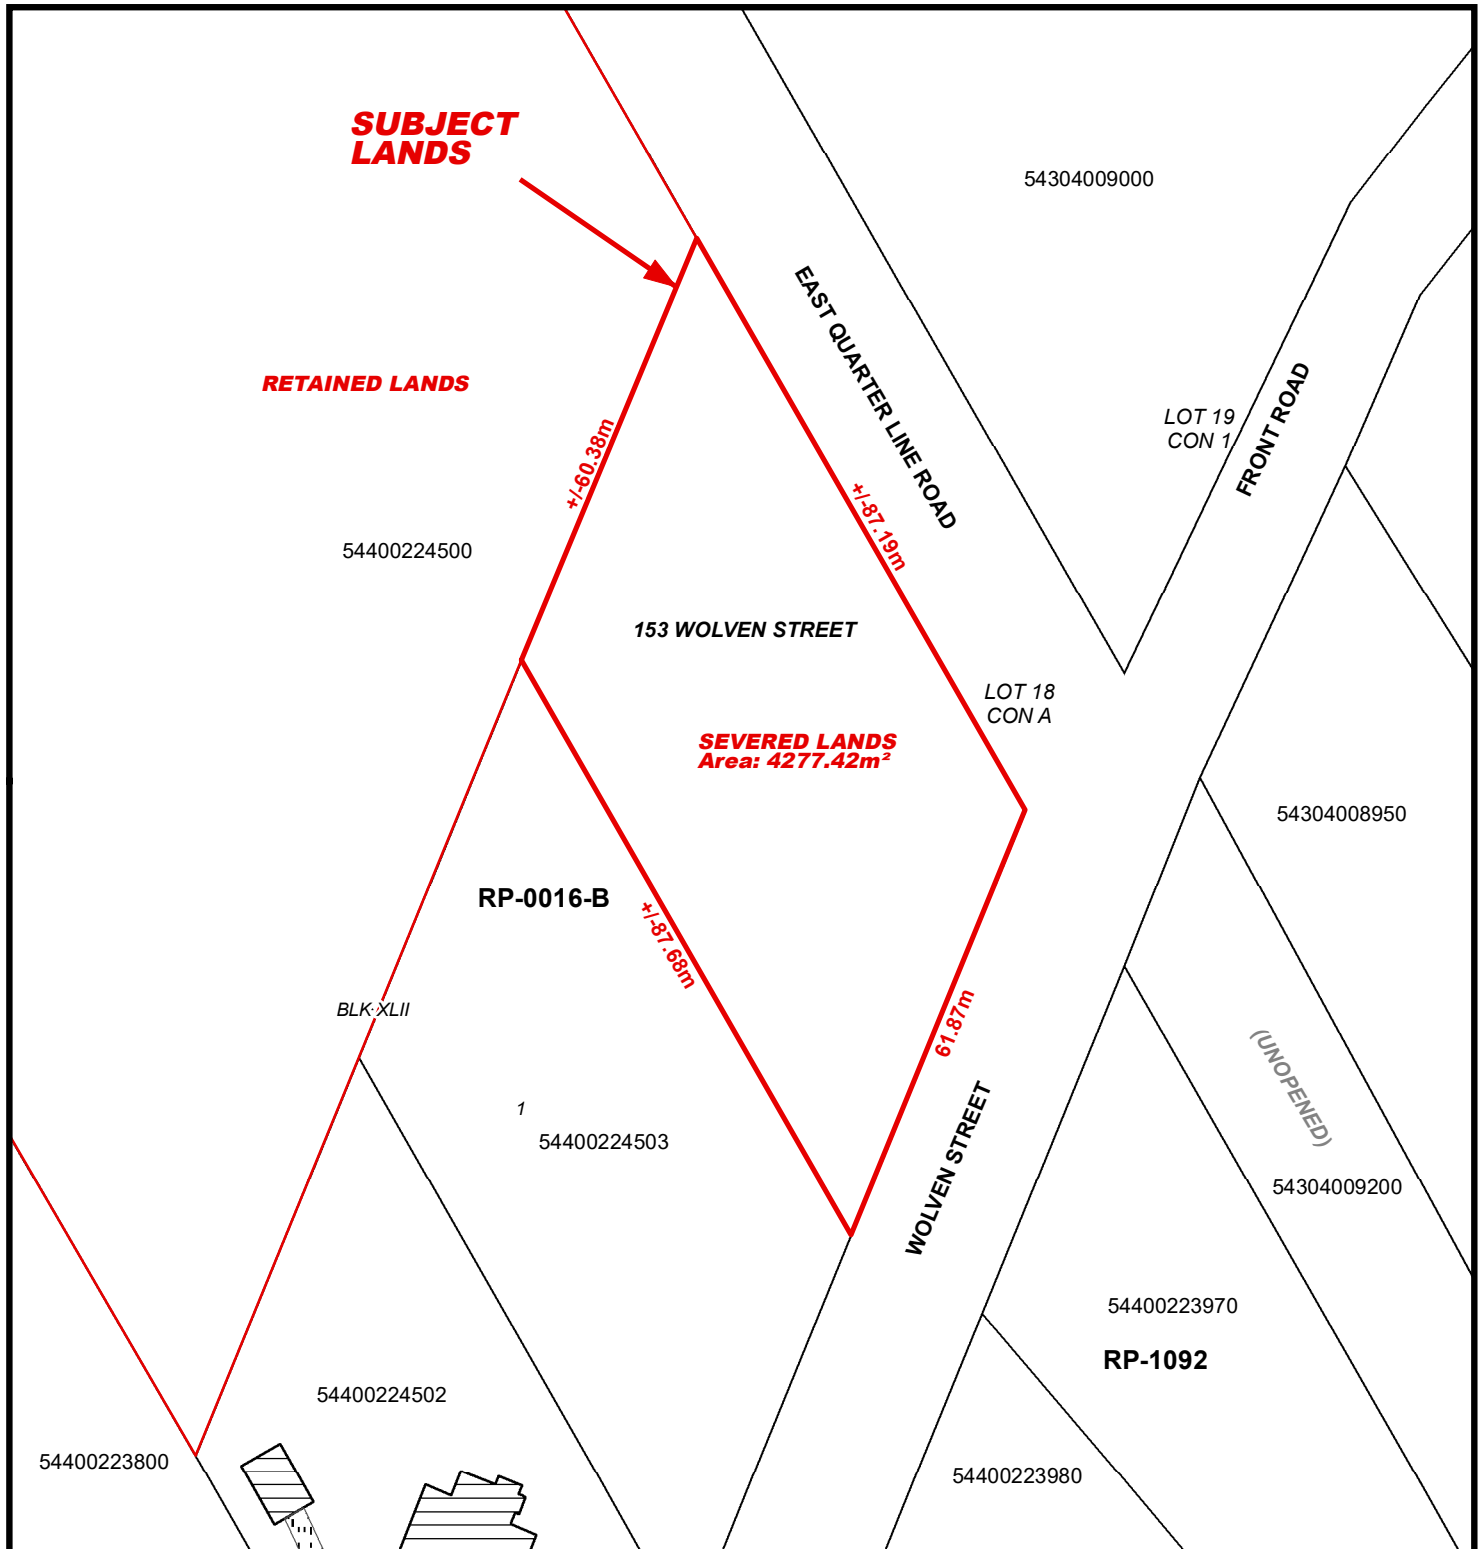 SUBJECT
LANDS
54304009000
EAST QUARTER LINE ROAD
RETAINED LANDS
LOT 19
CON 1
FRONT ROAD
+/-60.38m
+/-87.19m
54400224500
153 WOLVEN STREET
LOT 18
CON A
SEVERED LANDS
Area: 4277.42m²
54304008950
RP-0016-B
+/-87.68m
BLK XLII
61.87m
(UNOPENED)
1
54400224503
WOLVEN STREET
54304009200
54400223970
RP-1092
54400224502
54400223800
54400223980